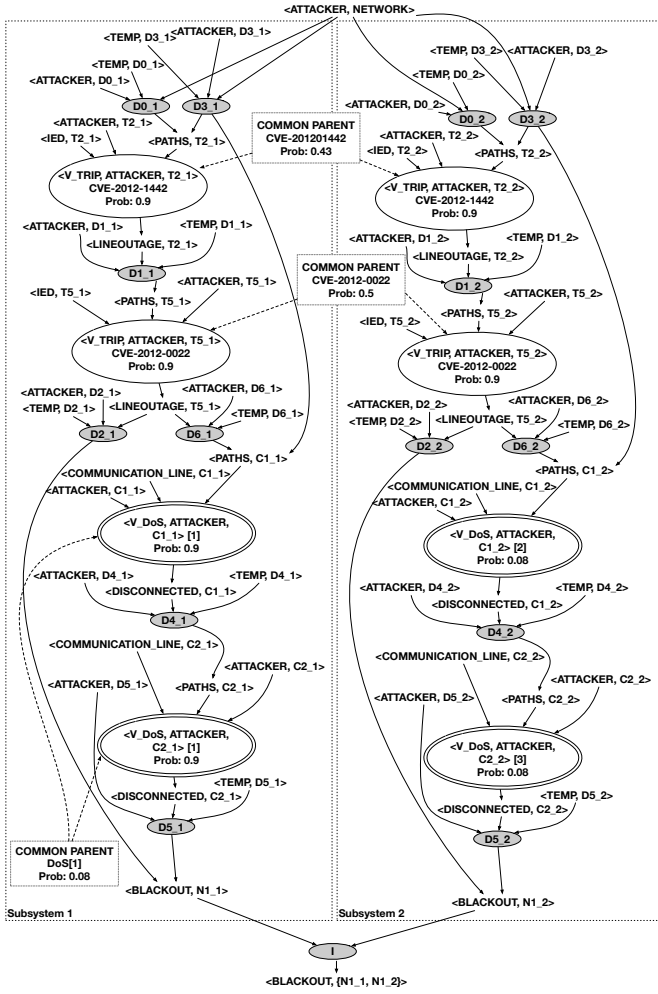 <ATTACKER, NETWORK>
<TEMP, D3_1>
<ATTACKER, D3_1>
<TEMP, D0_1>
<ATTACKER, D0_1>
D0_1
D3_1
<ATTACKER, T2_1>
<IED, T2_1>
<PATHS, T2_1>
<V_TRIP, ATTACKER, T2_1>
CVE-2012-1442
Prob: 0.9
<ATTACKER, D1_1>
<TEMP, D1_1>
<LINEOUTAGE, T2_1>
D1_1
<IED, T5_1>
<PATHS, T5_1>
<ATTACKER, T5_1>
<V_TRIP, ATTACKER, T5_1>
CVE-2012-0022
Prob: 0.9
<ATTACKER, D2_1>
<TEMP, D2_1>
<LINEOUTAGE, T5_1>
<ATTACKER, D6_1>
<TEMP, D6_1>
D2_1
D6_1
<PATHS, C1_1>
<COMMUNICATION_LINE, C1_1>
<ATTACKER, C1_1>
<V_DoS, ATTACKER,
C1_1> [1]
Prob: 0.9
<ATTACKER, D4_1>
<TEMP, D4_1>
<DISCONNECTED, C1_1>
D4_1
<COMMUNICATION_LINE, C2_1>
<ATTACKER, C2_1>
<ATTACKER, D5_1>
<PATHS, C2_1>
<V_DoS, ATTACKER,
C2_1> [1]
Prob: 0.9
<TEMP, D5_1>
<DISCONNECTED, C2_1>
D5_1
COMMON PARENT
DoS[1]
Prob: 0.08
<BLACKOUT, N1_1>
Subsystem 1
COMMON PARENT
CVE-201201442
Prob: 0.43
COMMON PARENT
CVE-2012-0022
Prob: 0.5
<TEMP, D3_2>
<ATTACKER, D3_2>
<TEMP, D0_2>
<ATTACKER, D0_2>
D0_2
D3_2
<ATTACKER, T2_2>
<IED, T2_2>
<PATHS, T2_2>
<V_TRIP, ATTACKER, T2_2>
CVE-2012-1442
Prob: 0.9
<ATTACKER, D1_2>
<TEMP, D1_2>
<LINEOUTAGE, T2_2>
D1_2
<ATTACKER, T5_2>
<PATHS, T5_2>
<IED, T5_2>
<V_TRIP, ATTACKER, T5_2>
CVE-2012-0022
Prob: 0.9
<ATTACKER, D2_2>
<TEMP, D2_2>
<LINEOUTAGE, T5_2>
<ATTACKER, D6_2>
<TEMP, D6_2>
D2_2
D6_2
<PATHS, C1_2>
<COMMUNICATION_LINE, C1_2>
<ATTACKER, C1_2>
<V_DoS, ATTACKER,
C1_2> [2]
Prob: 0.08
<ATTACKER, D4_2>
<TEMP, D4_2>
<DISCONNECTED, C1_2>
D4_2
<COMMUNICATION_LINE, C2_2>
<ATTACKER, C2_2>
<ATTACKER, D5_2>
<PATHS, C2_2>
<V_DoS, ATTACKER,
C2_2> [3]
Prob: 0.08
<TEMP, D5_2>
<DISCONNECTED, C2_2>
D5_2
<BLACKOUT, N1_2>
Subsystem 2
I
<BLACKOUT, {N1_1, N1_2}>